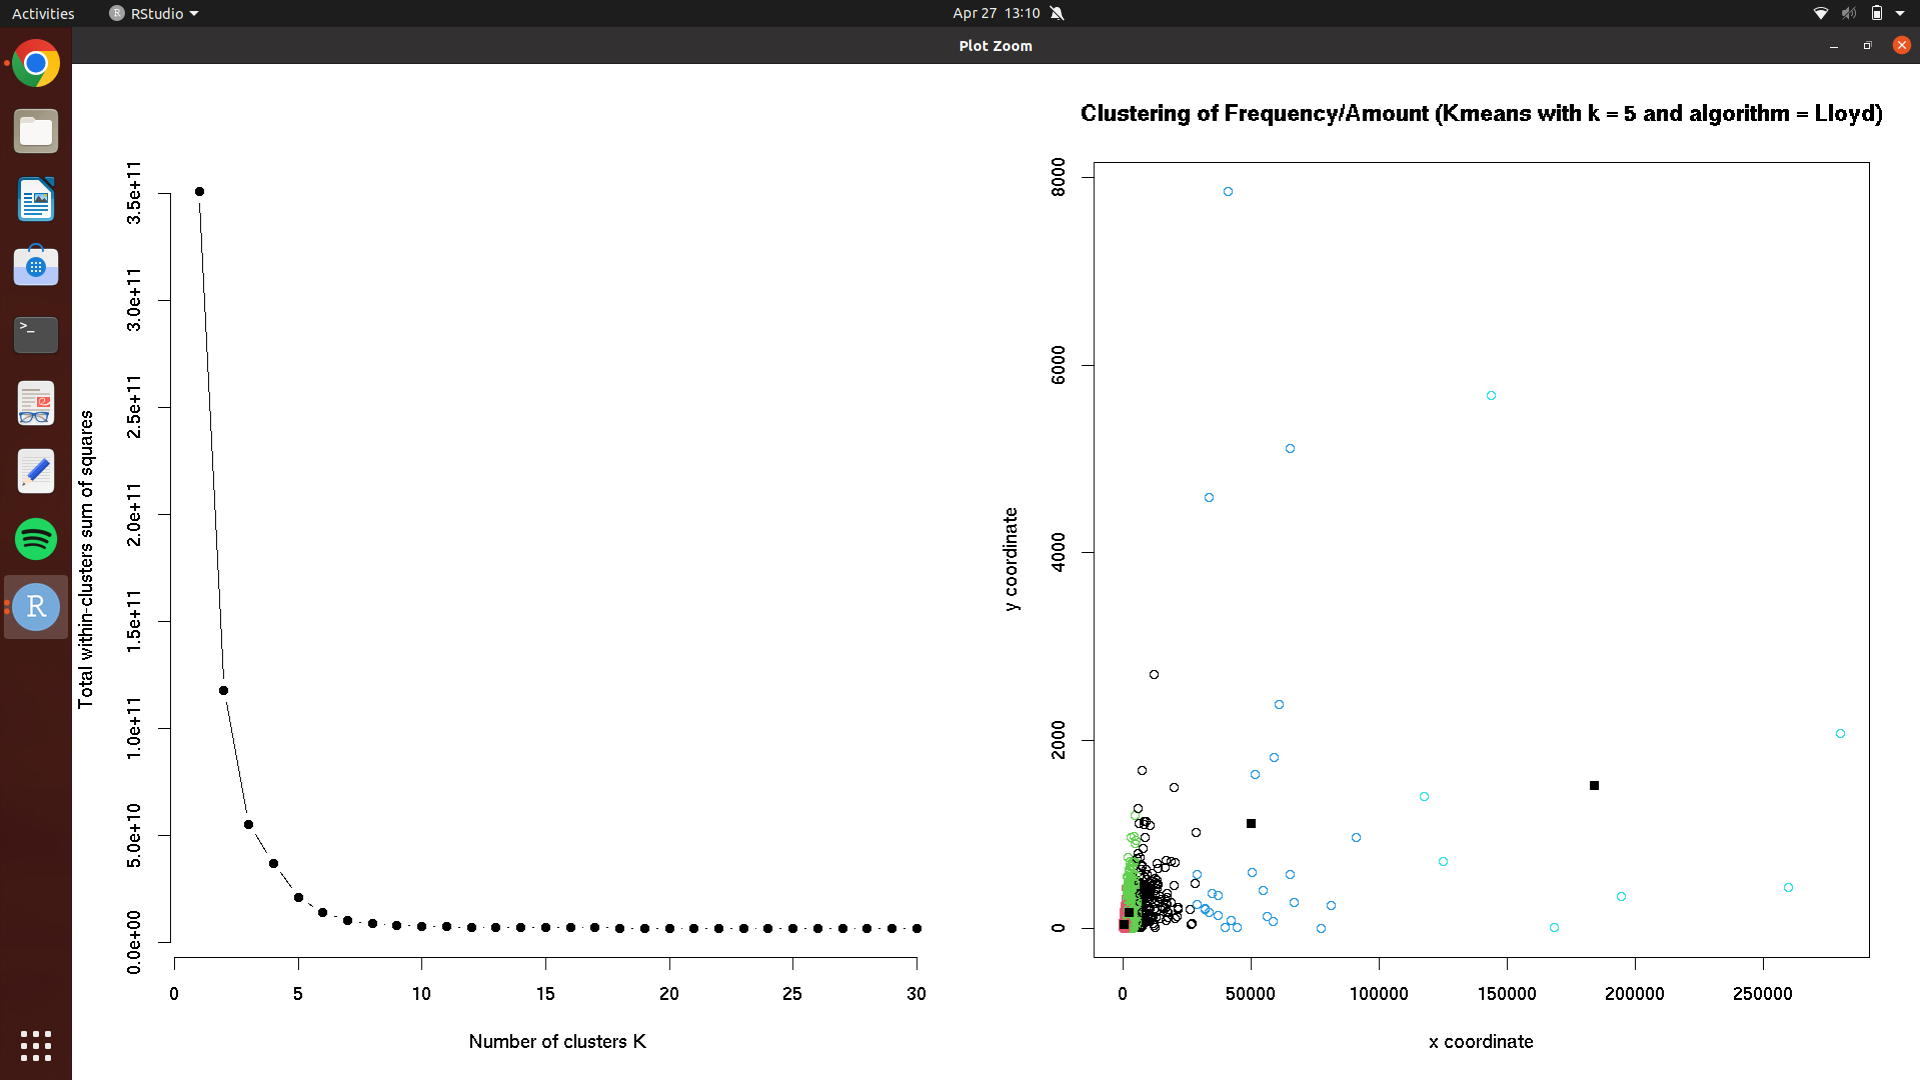 Activities
RStudio
Apr 27 13:10
Plot Zoom
Total within-clusters sum of squares
3.5e+11
3.0e+11
2.5e+11
2.0e+11
1.5e+11
1.0e+11
5.0e+10
0.0e+00
0 5 10 15 20 25 30
Number of clusters K
Clustering of Frequency/Amount (Kmeans with k = 5 and algorithm = Lloyd)
y coordinate
8000
6000
4000
2000
0
0 50000 100000 150000 200000 250000
x coordinate
>_
R
R